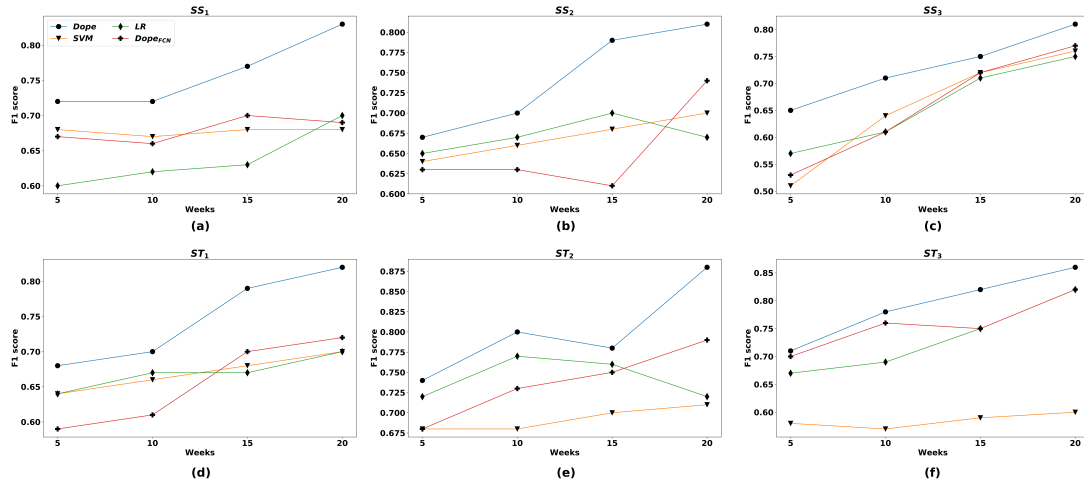 SS1
Dope
SVM
LR
DopeFCN
0.80
0.75
0.70
0.65
0.60
F1 score
5 10 15 20
Weeks
(a)
SS2
0.800
0.775
0.750
0.725
0.700
0.675
0.650
0.625
0.600
F1 score
5 10 15 20
Weeks
(b)
SS3
0.80
0.75
0.70
0.65
0.60
0.55
0.50
F1 score
5 10 15 20
Weeks
(c)
ST1
0.80
0.75
0.70
0.65
0.60
F1 score
5 10 15 20
Weeks
(d)
ST2
0.875
0.850
0.825
0.800
0.775
0.750
0.725
0.700
0.675
F1 score
5 10 15 20
Weeks
(e)
ST3
0.85
0.80
0.75
0.70
0.65
0.60
F1 score
5 10 15 20
Weeks
(f)